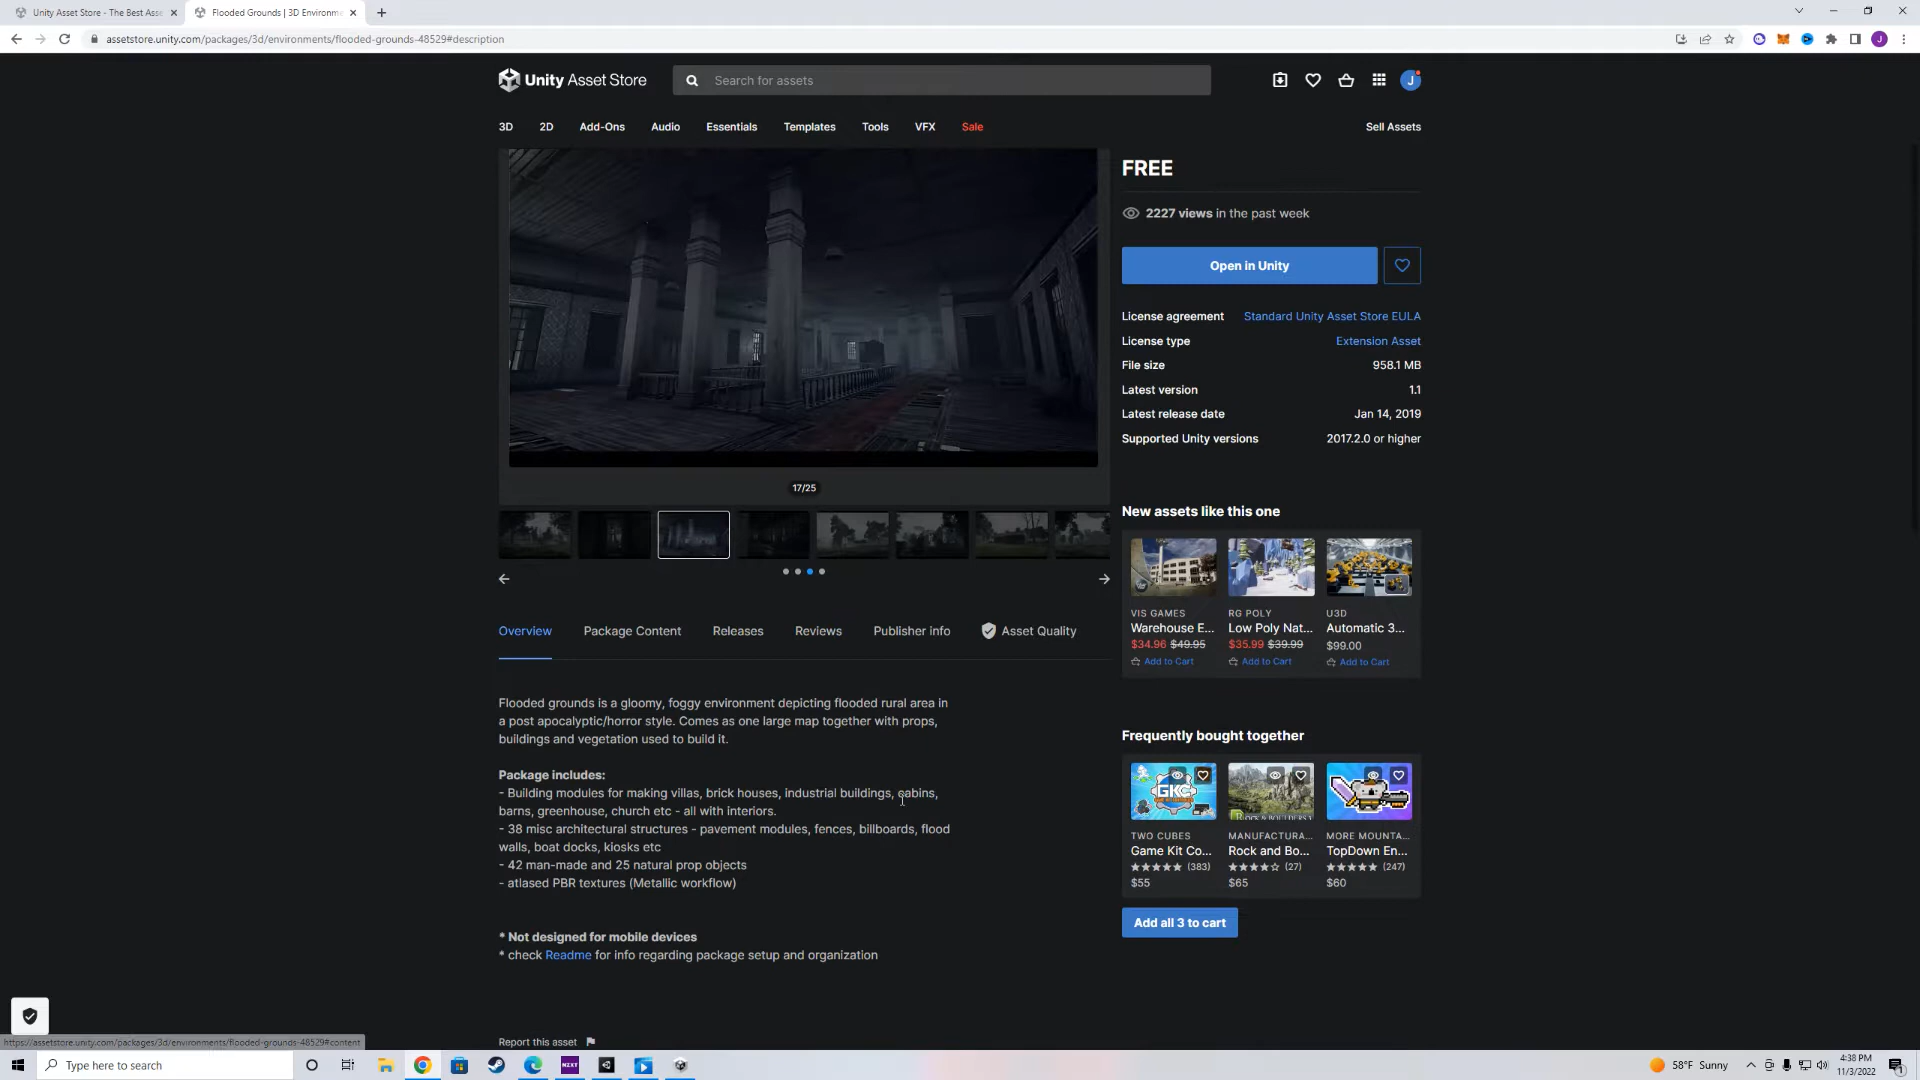 Unity Asset Store - The Best Asse
Flooded Grounds | 3D Environme
assetstore.unity.com/packages/3d/environments/flooded-grounds-48529#description
J
Unity Asset Store
Search for assets
J
3D
2D
Add-Ons
Audio
Essentials
Templates
Tools
VFX
Sale
Sell Assets
FREE
2227 views in the past week
Open in Unity
License agreement
Standard Unity Asset Store EULA
License type
Extension Asset
File size
958.1 MB
Latest version
1.1
Latest release date
Jan 14, 2019
Supported Unity versions
2017.2.0 or higher
17/25
New assets like this one
VIS GAMES
Warehouse E...
$34.96 $49.95
Add to Cart
RG POLY
Low Poly Nat...
$35.99 $39.99
Add to Cart
U3D
Automatic 3...
$99.00
Add to Cart
Overview
Package Content
Releases
Reviews
Publisher info
Asset Quality
Flooded grounds is a gloomy, foggy environment depicting flooded rural area in
a post apocalyptic/horror style. Comes as one large map together with props,
buildings and vegetation used to build it.
Package includes:
- Building modules for making villas, brick houses, industrial buildings, cabins,
barns, greenhouse, church etc - all with interiors.
- 38 misc architectural structures - pavement modules, fences, billboards, flood
walls, boat docks, kiosks etc
- 42 man-made and 25 natural prop objects
- atlased PBR textures (Metallic workflow)
* Not designed for mobile devices
* check Readme for info regarding package setup and organization
Report this asset
Frequently bought together
GKC
TWO CUBES
Game Kit Co...
(383)
$55
MANUFACTURA...
Rock and Bo...
(27)
$65
MORE MOUNTA...
TopDown En...
(247)
$60
Add all 3 to cart
https://assetstore.unity.com/packages/3d/environments/flooded-grounds-48529#content
Type here to search
NZXT
58°F Sunny
4:38 PM
11/3/2022